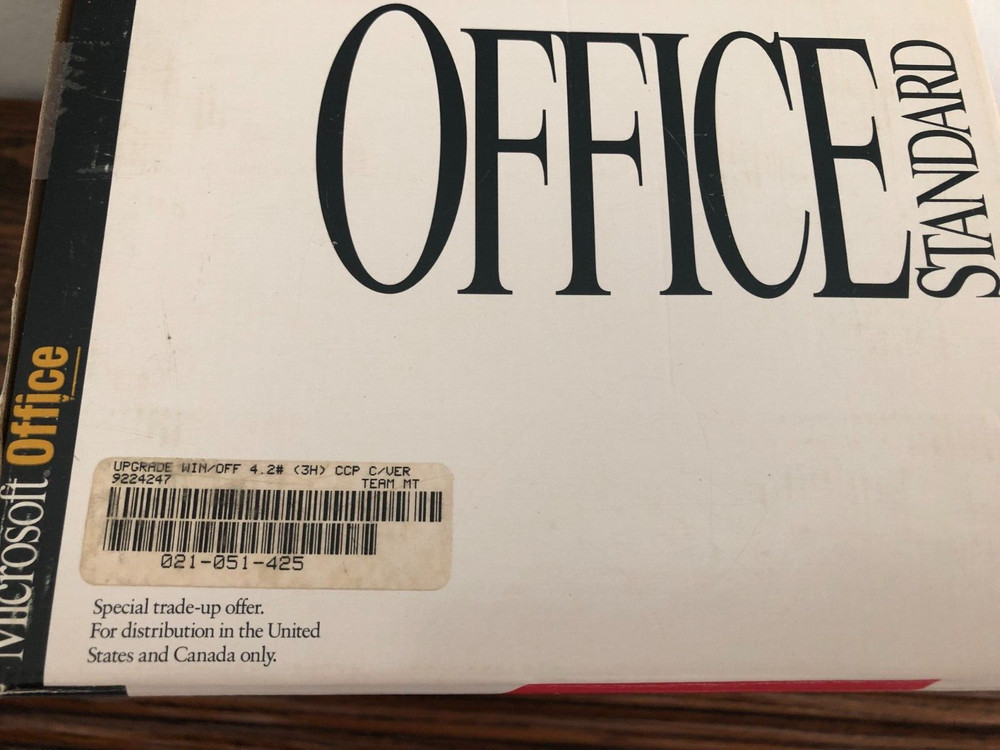 OFFICE
STANDARD
Microsoft Office
UPGRADE WIN/OFF 4.2# (3H) CCP C/VER
9224247 TEAM MT
021-051-425
Special trade-up offer.
For distribution in the United
States and Canada only.